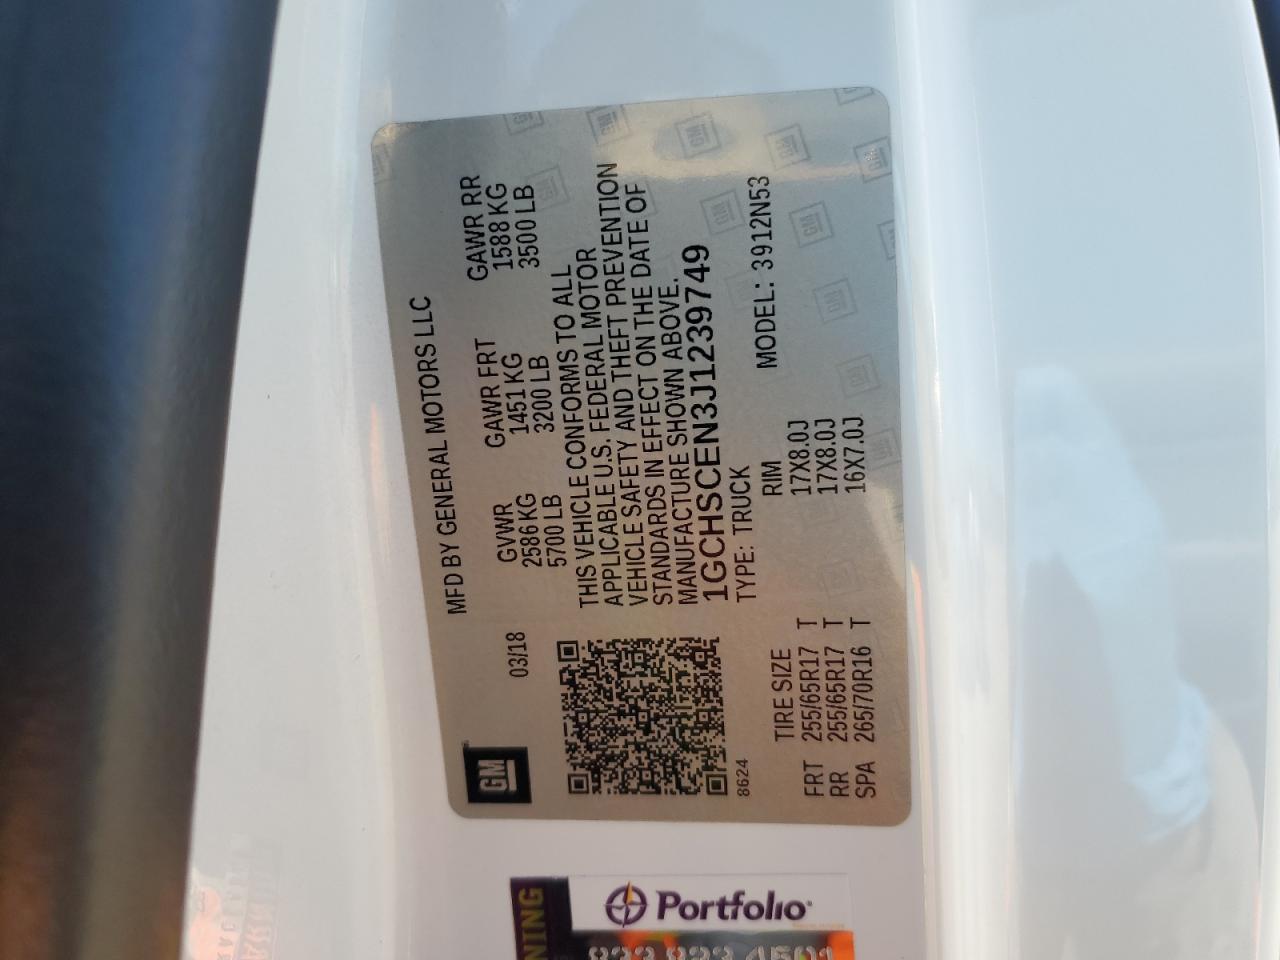 GM
03/18
MFD BY GENERAL MOTORS LLC
GVWR GAWR FRT GAWR RR
2586 KG 1451 KG 1588 KG
5700 LB 3200 LB 3500 LB
THIS VEHICLE CONFORMS TO ALL
APPLICABLE U.S. FEDERAL MOTOR
VEHICLE SAFETY AND THEFT PREVENTION
STANDARDS IN EFFECT ON THE DATE OF
MANUFACTURE SHOWN ABOVE.
1GCHSCEN3J1239749
8624
TYPE: TRUCK MODEL: 3912N53
TIRE SIZE RIM
FRT 255/65R17 T 17X8.0J
RR 255/65R17 T 17X8.0J
SPA 265/70R16 T 16X7.0J
NING
Portfolio